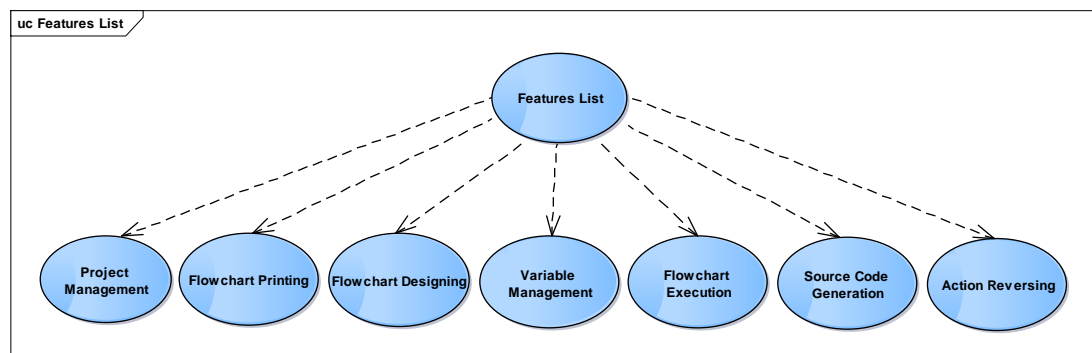 uc Features List
Features List
Project
Management
Flowchart Printing
Flowchart Designing
Variable
Management
Flowchart
Execution
Source Code
Generation
Action Reversing